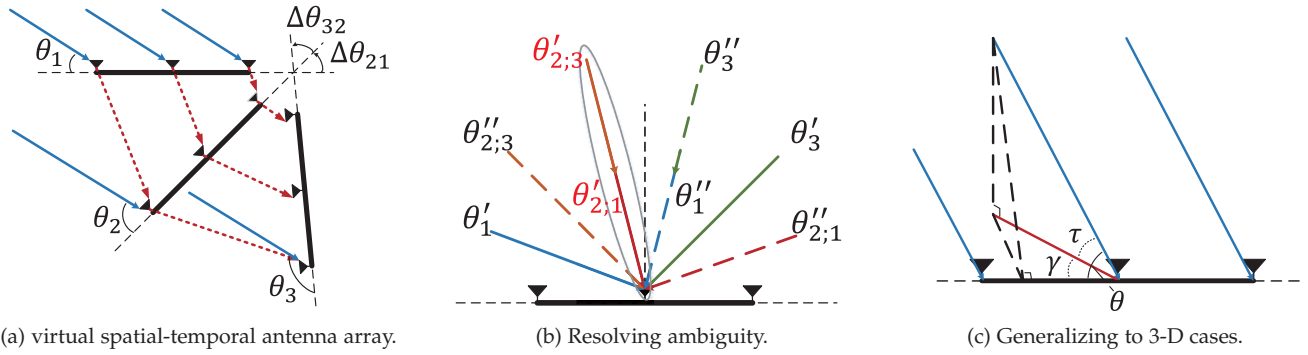 Δθ₃₂
θ₁
Δθ₂₁
θ₂
θ₃
(a) virtual spatial-temporal antenna array.
θ′₂;₃
θ″₃
θ″₂;₃
θ′₃
θ′₂;₁
θ″₁
θ′₁
θ″₂;₁
(b) Resolving ambiguity.
τ
γ
θ
(c) Generalizing to 3-D cases.